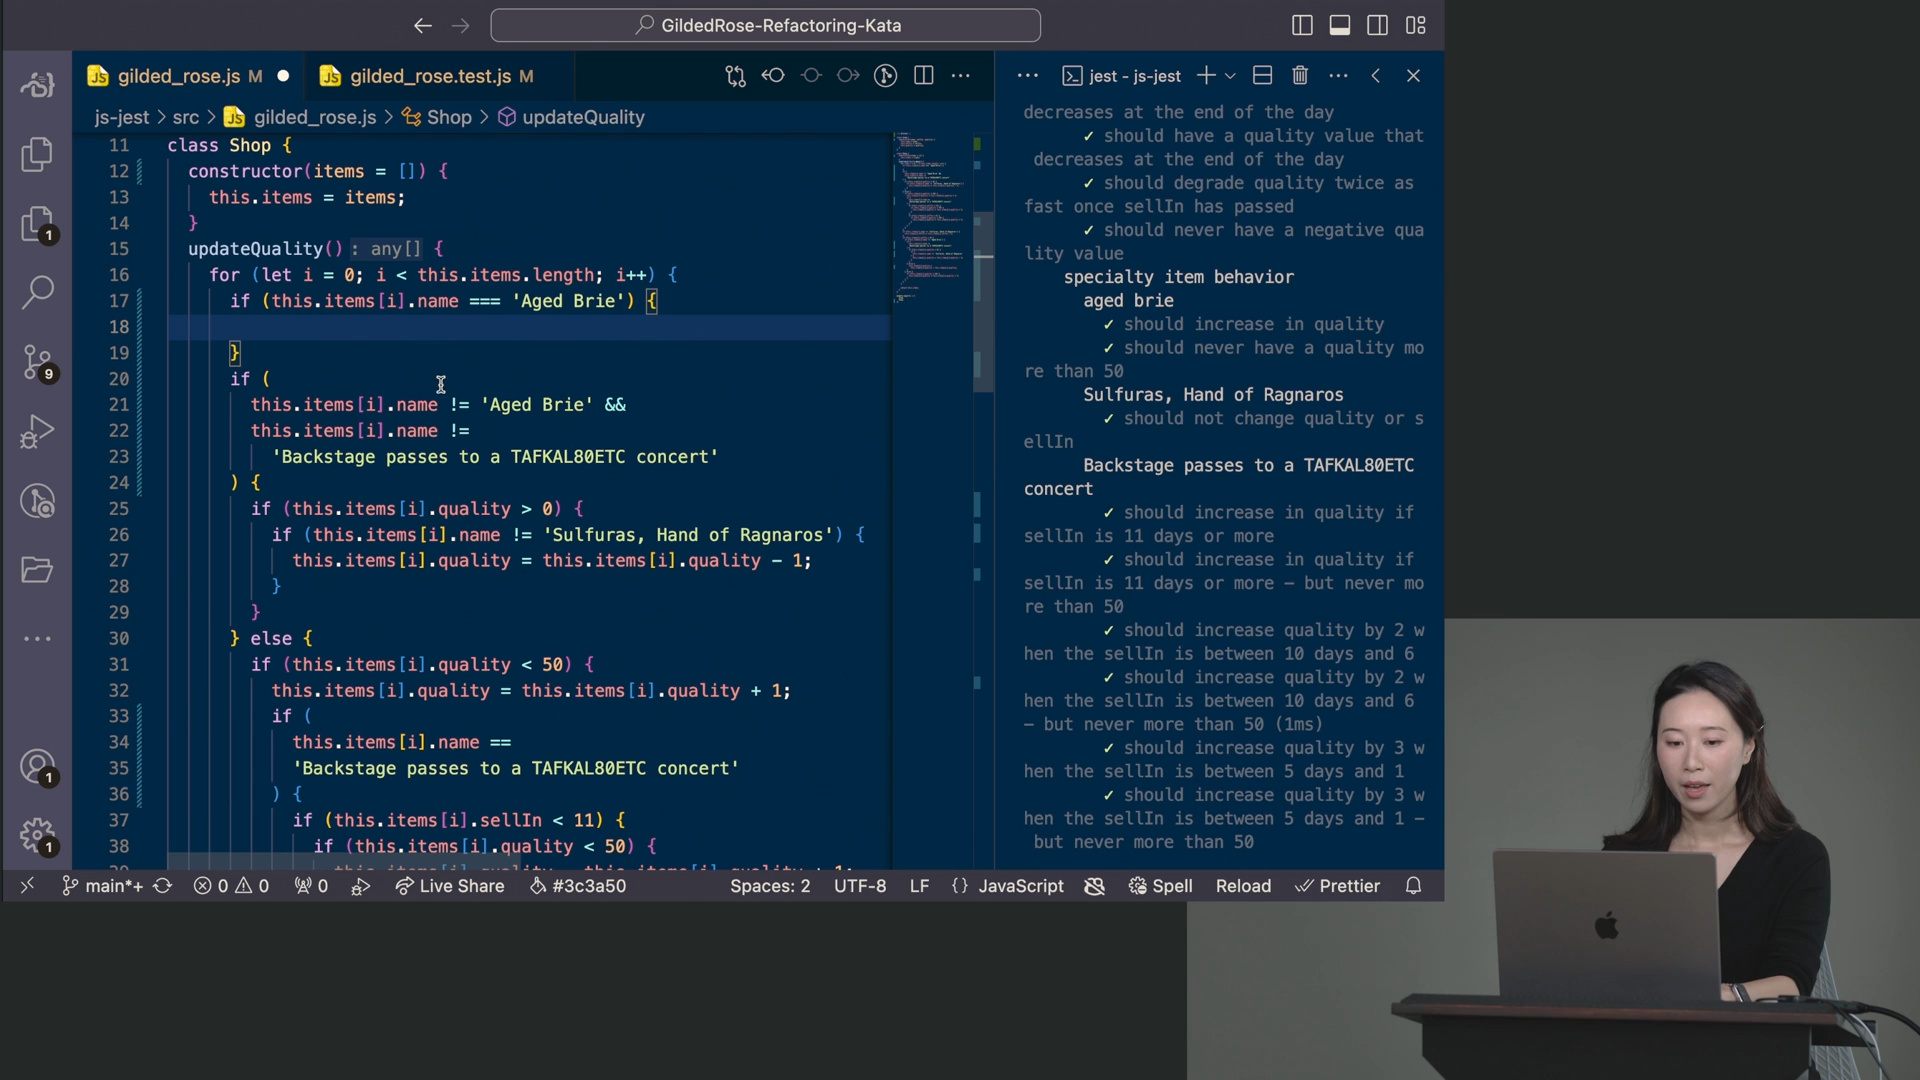 GildedRose-Refactoring-Kata
gilded_rose.js M
gilded_rose.test.js M
jest - js-jest
js-jest > src > gilded_rose.js > Shop > updateQuality
11 class Shop {
12 constructor(items = []) {
13 this.items = items;
14 }
15 updateQuality() : any[] {
16 for (let i = 0; i < this.items.length; i++) {
17 if (this.items[i].name === 'Aged Brie') {
18
19 }
20 if (
21 this.items[i].name != 'Aged Brie' &&
22 this.items[i].name !=
23 'Backstage passes to a TAFKAL80ETC concert'
24 ) {
25 if (this.items[i].quality > 0) {
26 if (this.items[i].name != 'Sulfuras, Hand of Ragnaros') {
27 this.items[i].quality = this.items[i].quality - 1;
28 }
29 }
30 } else {
31 if (this.items[i].quality < 50) {
32 this.items[i].quality = this.items[i].quality + 1;
33 if (
34 this.items[i].name ==
35 'Backstage passes to a TAFKAL80ETC concert'
36 ) {
37 if (this.items[i].sellIn < 11) {
38 if (this.items[i].quality < 50) {
decreases at the end of the day
✓ should have a quality value that
decreases at the end of the day
✓ should degrade quality twice as
fast once sellIn has passed
✓ should never have a negative qua
lity value
specialty item behavior
aged brie
✓ should increase in quality
✓ should never have a quality mo
re than 50
Sulfuras, Hand of Ragnaros
✓ should not change quality or s
ellIn
Backstage passes to a TAFKAL80ETC
concert
✓ should increase in quality if
sellIn is 11 days or more
✓ should increase in quality if
sellIn is 11 days or more – but never mo
re than 50
✓ should increase quality by 2 w
hen the sellIn is between 10 days and 6
✓ should increase quality by 2 w
hen the sellIn is between 10 days and 6
– but never more than 50 (1ms)
✓ should increase quality by 3 w
hen the sellIn is between 5 days and 1
✓ should increase quality by 3 w
hen the sellIn is between 5 days and 1 –
but never more than 50
1
9
1
1
main*+ 0 0 0 Live Share #3c3a50 Spaces: 2 UTF-8 LF {} JavaScript Spell Reload Prettier